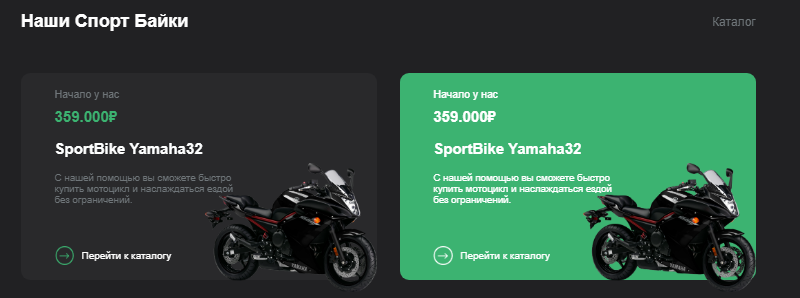 Наши Спорт Байки
Каталог
Начало у нас
359.000₽
SportBike Yamaha32
С нашей помощью вы сможете быстро
купить мотоцикл и наслаждаться ездой
без ограничений.
Перейти к каталогу
Начало у нас
359.000₽
SportBike Yamaha32
С нашей помощью вы сможете быстро
купить мотоцикл и наслаждаться ездой
без ограничений.
Перейти к каталогу